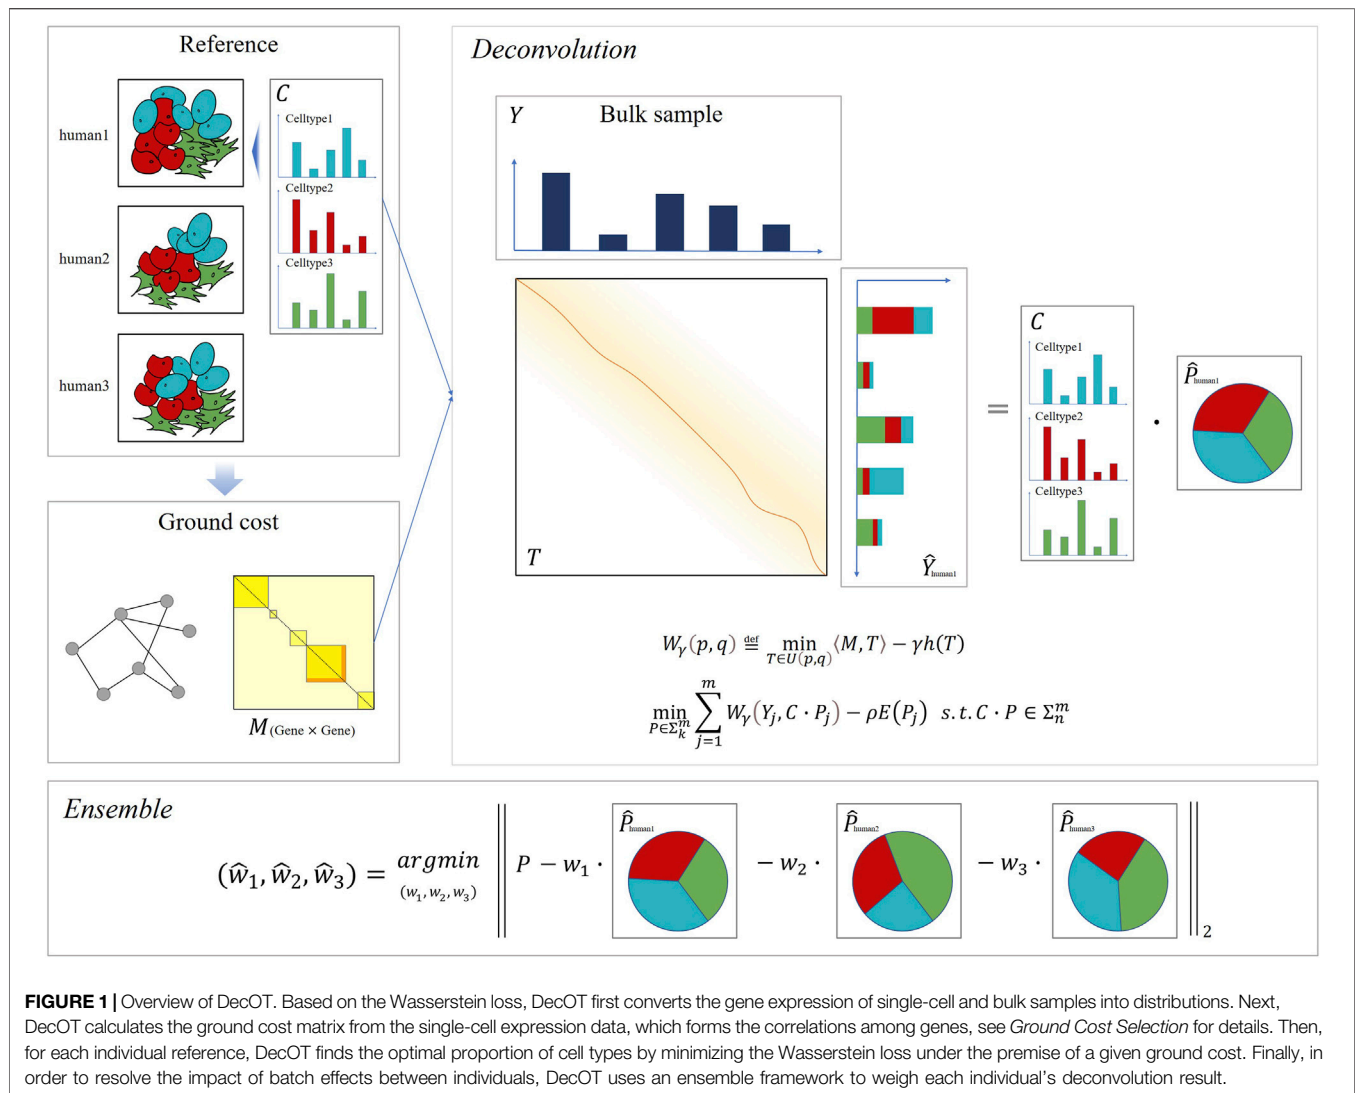 Reference
human1
human2
human3
C
Celltype1
Celltype2
Celltype3
Ground cost
M(Gene × Gene)
Deconvolution
Y Bulk sample
T
Ŷhuman1
=
C
Celltype1
Celltype2
Celltype3
·
P̂human1
Wγ(p, q) ≝ min T∈U(p,q) ⟨M, T⟩ − γh(T)
min P∈Σₖᵐ ∑ j=1 m Wγ(Yj, C · Pj) − ρE(Pj) s.t. C · P ∈ Σₙᵐ
Ensemble
(ŵ₁, ŵ₂, ŵ₃) = argmin (w₁, w₂, w₃) ‖ P − w₁ · P̂human1 − w₂ · P̂human2 − w₃ · P̂human3 ‖₂
FIGURE 1 | Overview of DecOT. Based on the Wasserstein loss, DecOT first converts the gene expression of single-cell and bulk samples into distributions. Next,
DecOT calculates the ground cost matrix from the single-cell expression data, which forms the correlations among genes, see Ground Cost Selection for details. Then,
for each individual reference, DecOT finds the optimal proportion of cell types by minimizing the Wasserstein loss under the premise of a given ground cost. Finally, in
order to resolve the impact of batch effects between individuals, DecOT uses an ensemble framework to weigh each individual's deconvolution result.